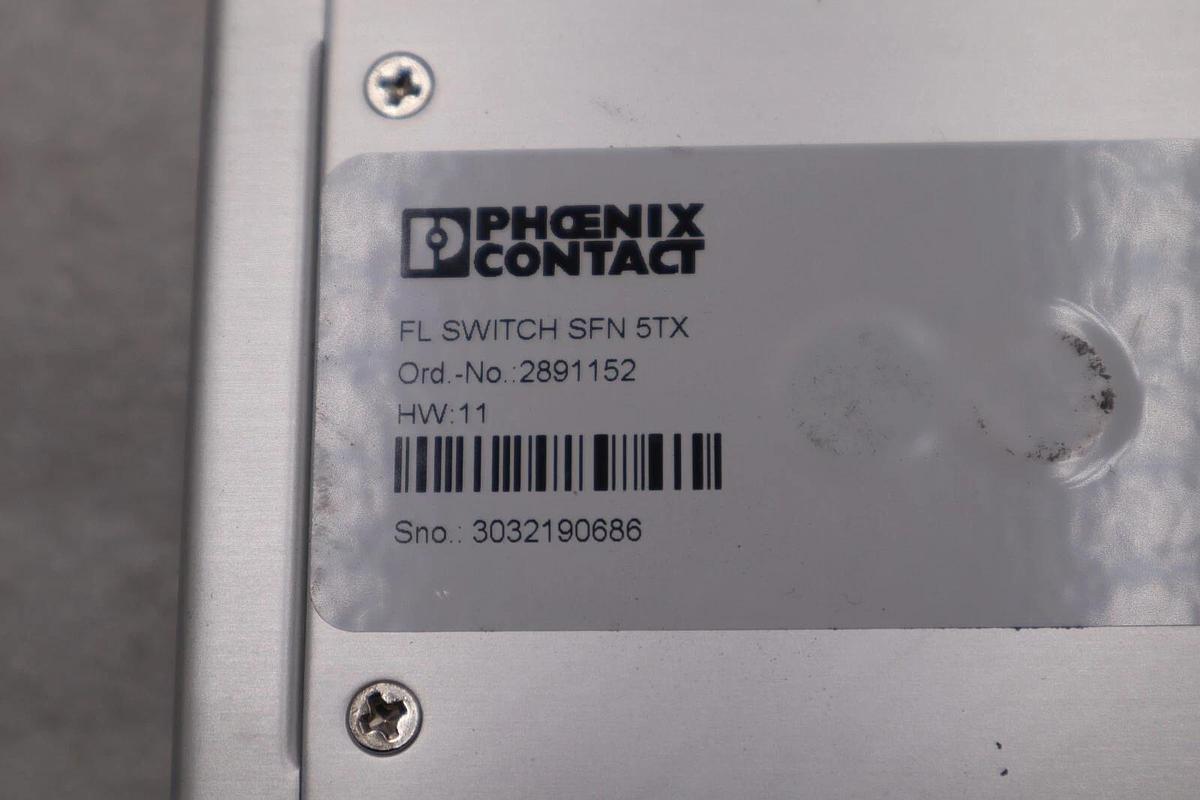 PHŒNIX
CONTACT
FL SWITCH SFN 5TX
Ord.-No.:2891152
HW:11
Sno.: 3032190686